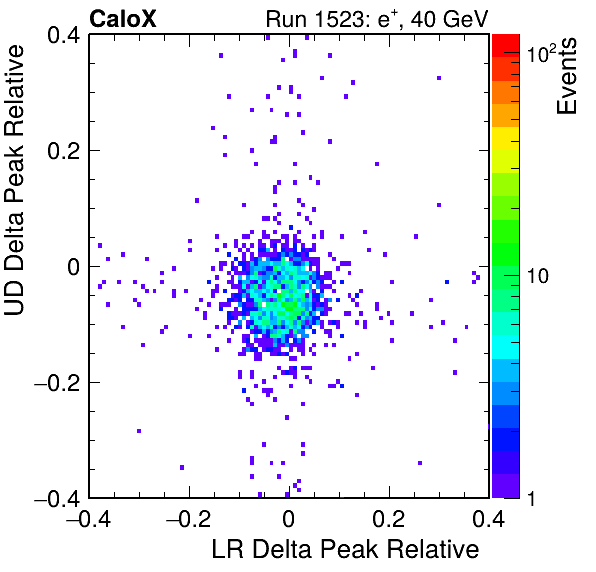 CaloX
Run 1523: e+, 40 GeV
UD Delta Peak Relative
0.4
0.2
0
−0.2
−0.4
−0.4
−0.2
0
0.2
0.4
LR Delta Peak Relative
10²
10
1
Events